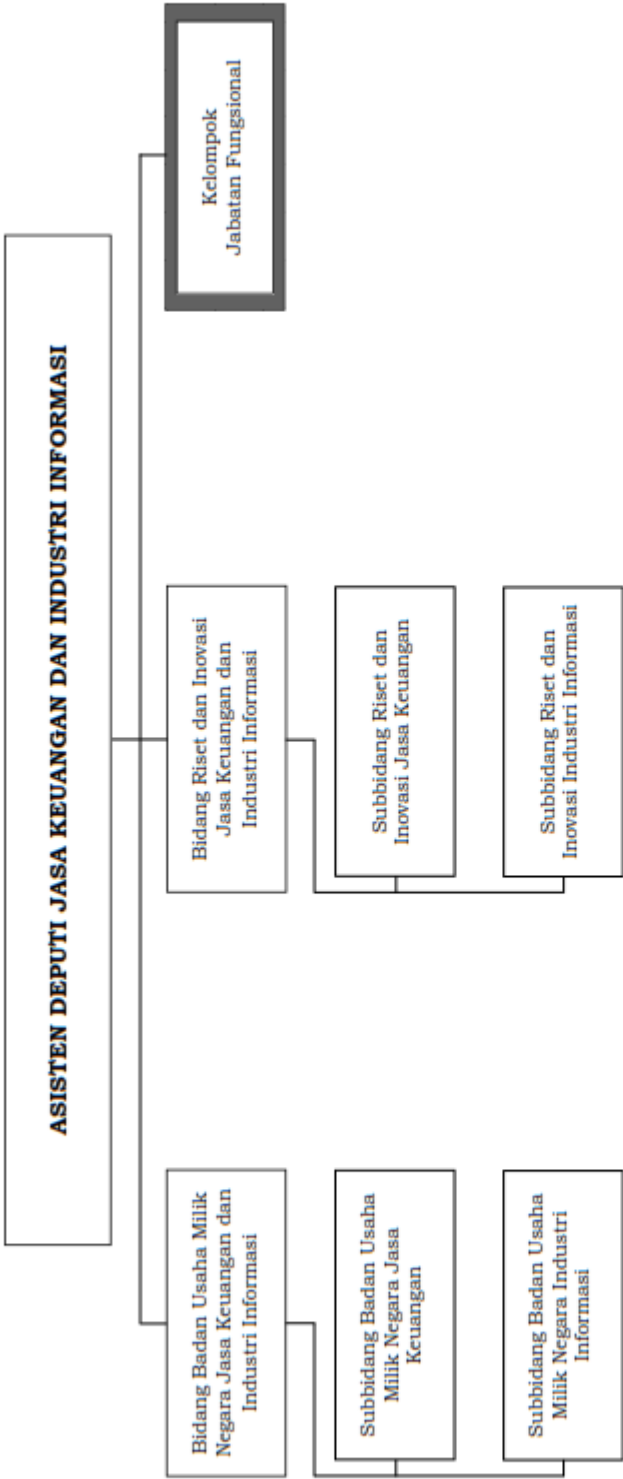 ASISTEN DEPUTI JASA KEUANGAN DAN INDUSTRI INFORMASI
Bidang Badan Usaha Milik
Negara Jasa Keuangan dan
Industri Informasi
Subbidang Badan Usaha
Milik Negara Jasa
Keuangan
Subbidang Badan Usaha
Milik Negara Industri
Informasi
Bidang Riset dan Inovasi
Jasa Keuangan dan
Industri Informasi
Subbidang Riset dan
Inovasi Jasa Keuangan
Subbidang Riset dan
Inovasi Industri Informasi
Kelompok
Jabatan Fungsional